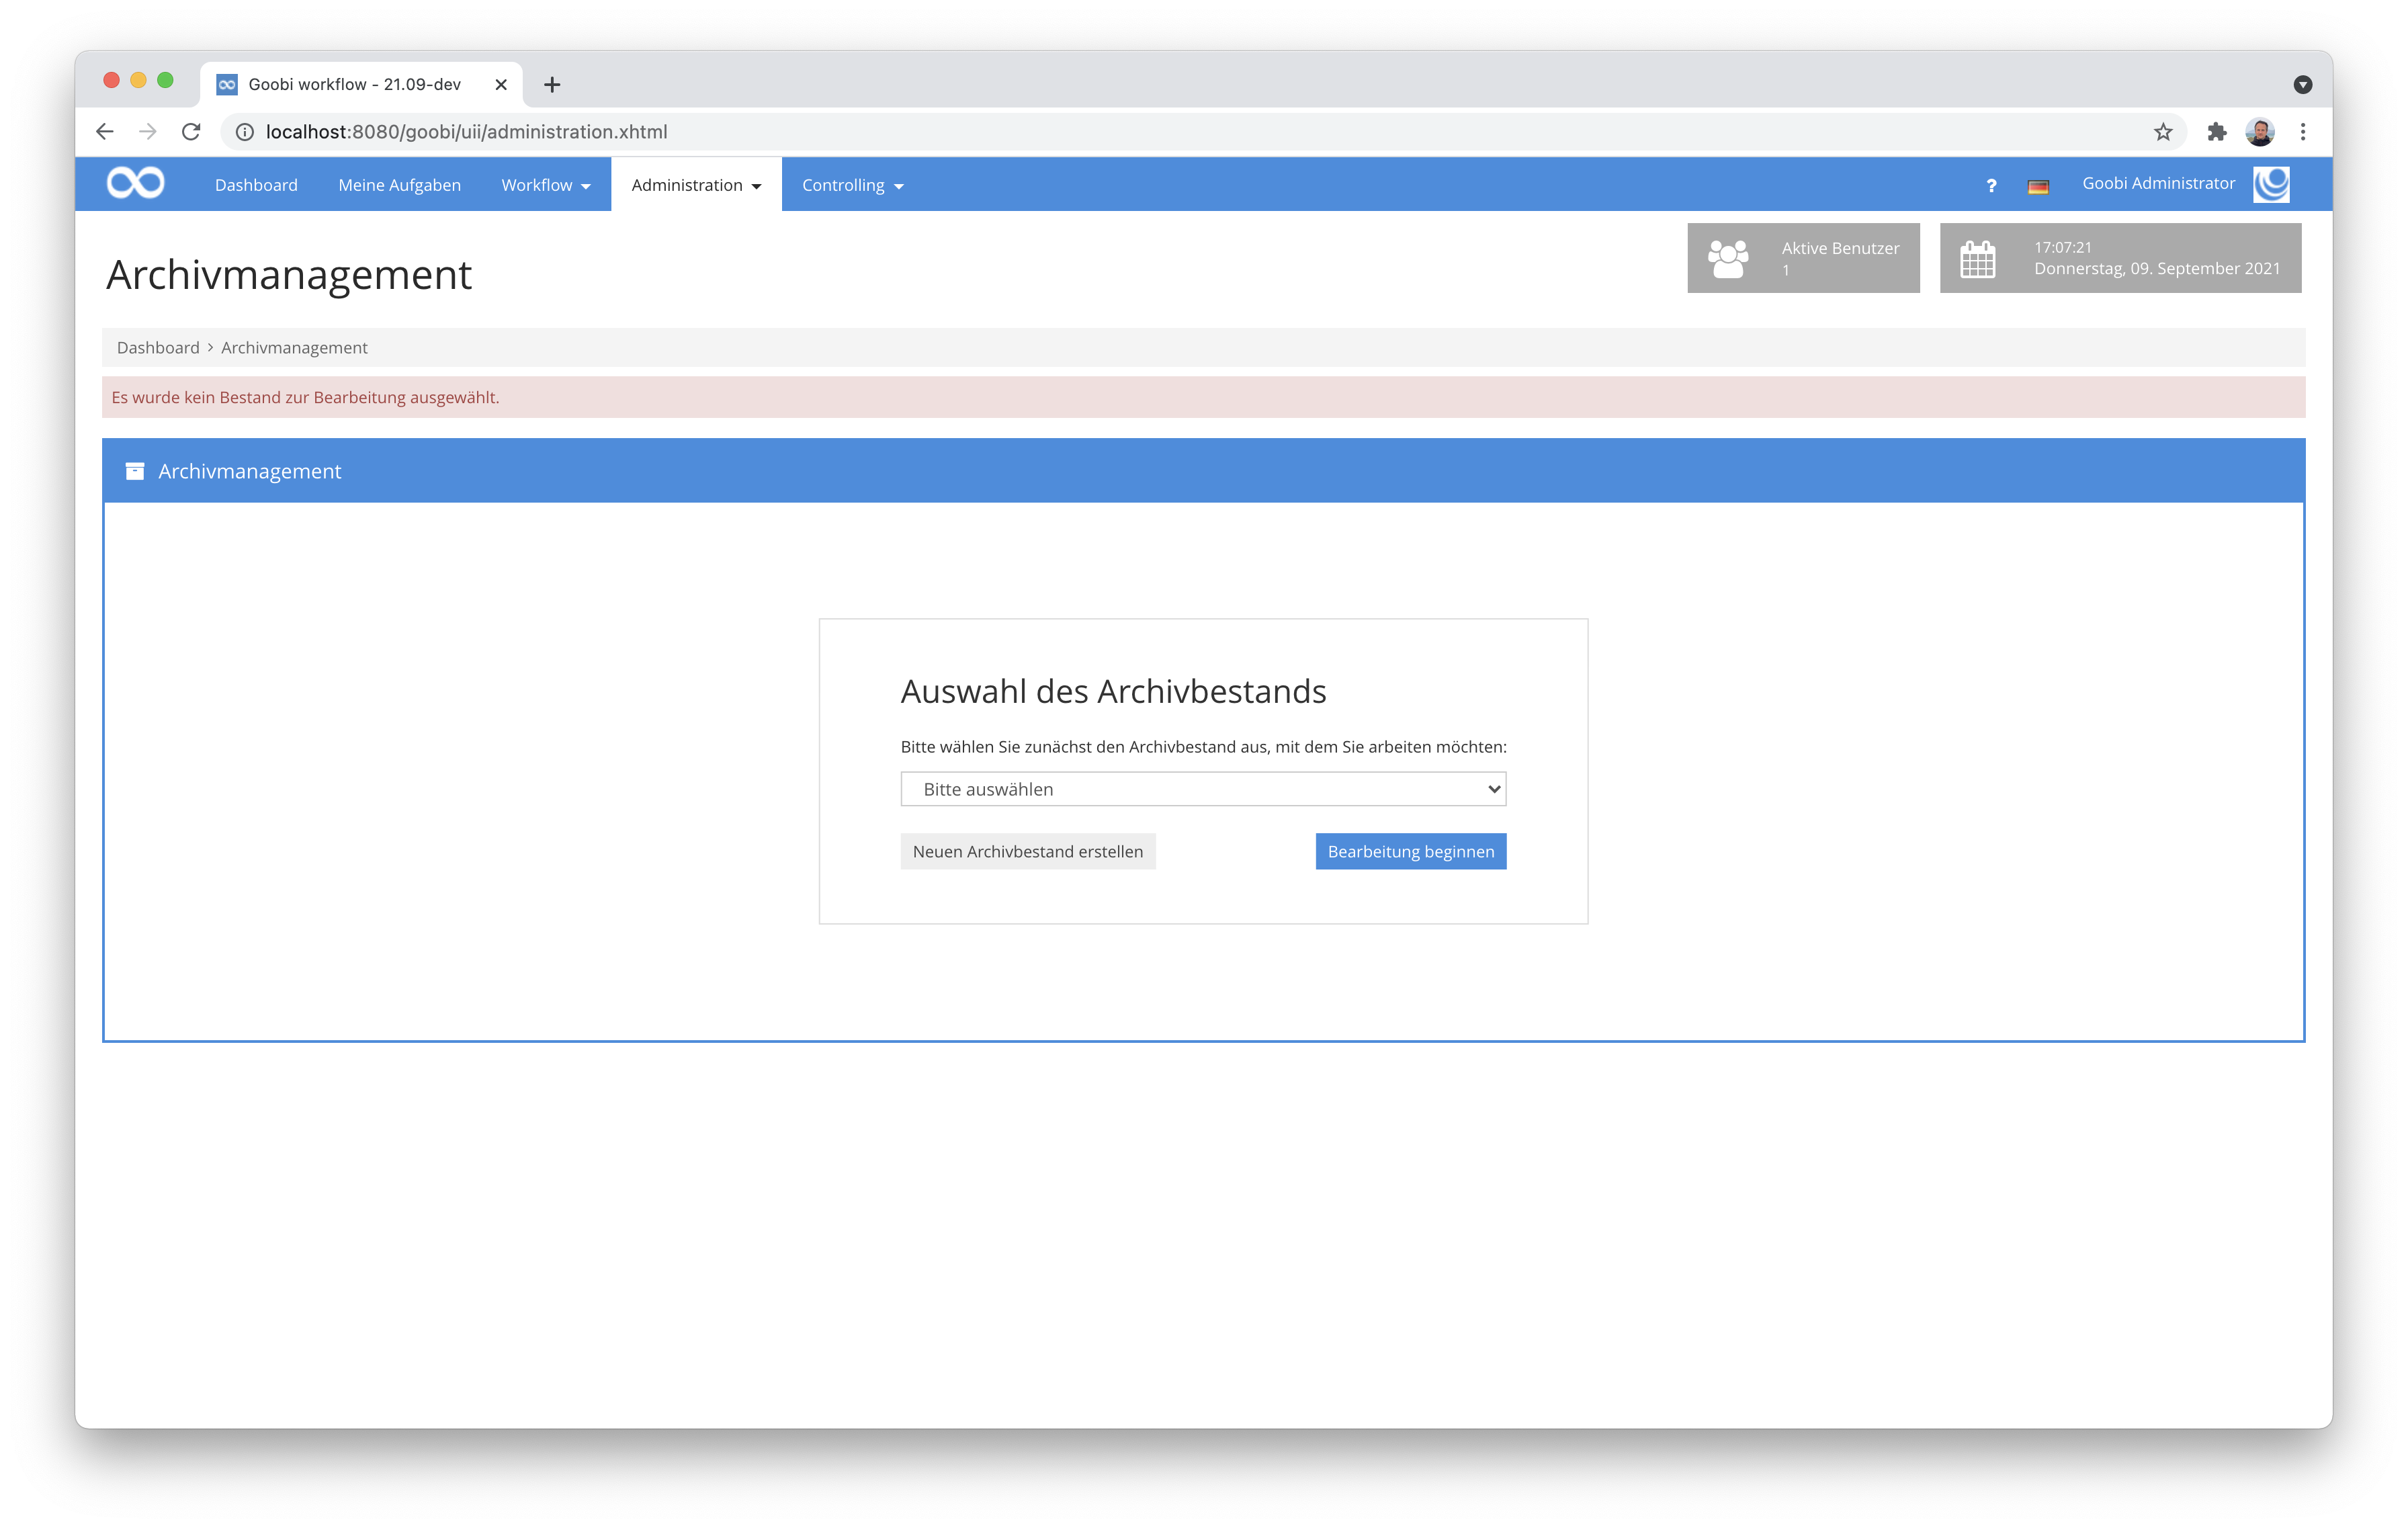 Goobi workflow - 21.09-dev
localhost:8080/goobi/uii/administration.xhtml
Dashboard Meine Aufgaben Workflow Administration Controlling ? Goobi Administrator
Archivmanagement
Aktive Benutzer
1
17:07:21
Donnerstag, 09. September 2021
Dashboard > Archivmanagement
Es wurde kein Bestand zur Bearbeitung ausgewählt.
Archivmanagement
Auswahl des Archivbestands
Bitte wählen Sie zunächst den Archivbestand aus, mit dem Sie arbeiten möchten:
Bitte auswählen
Neuen Archivbestand erstellen Bearbeitung beginnen